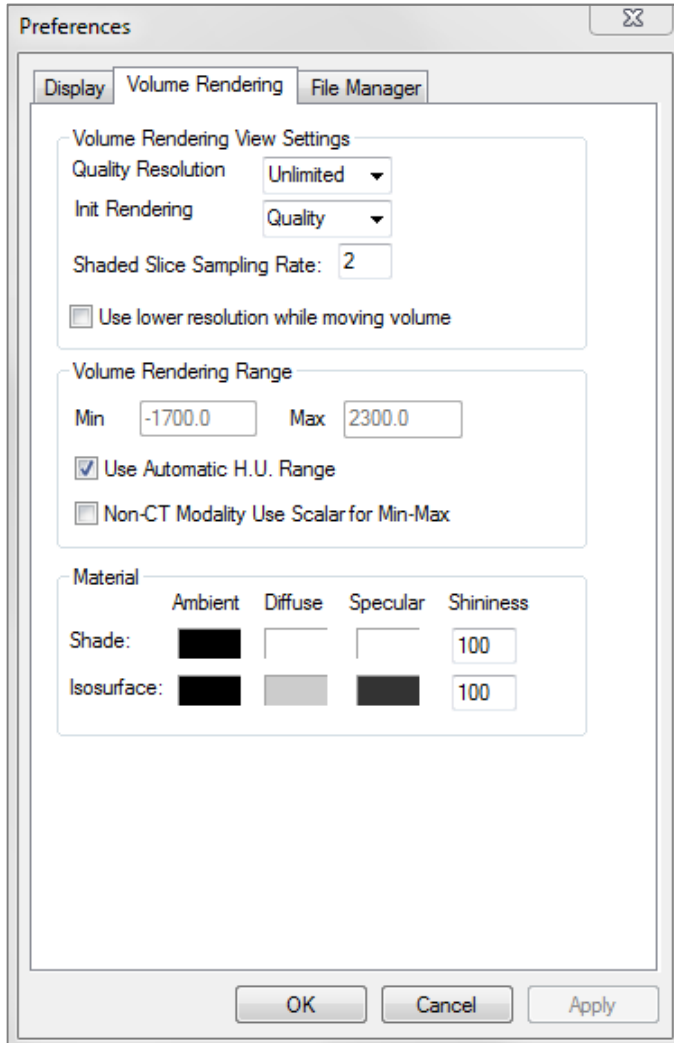 Preferences
Display Volume Rendering File Manager
Volume Rendering View Settings
Quality Resolution Unlimited
Init Rendering Quality
Shaded Slice Sampling Rate: 2
Use lower resolution while moving volume
Volume Rendering Range
Min -1700.0 Max 2300.0
Use Automatic H.U. Range
Non-CT Modality Use Scalar for Min-Max
Material
Ambient Diffuse Specular Shininess
Shade: 100
Isosurface: 100
OK Cancel Apply